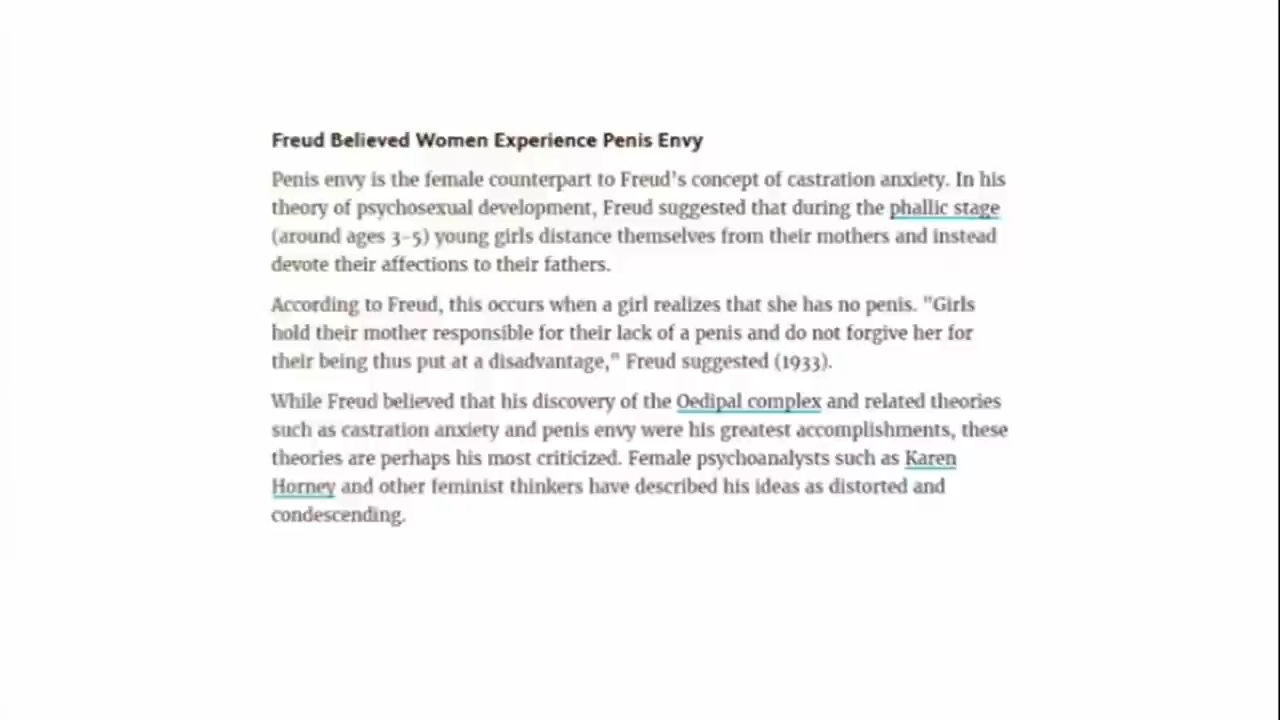 Freud Believed Women Experience Penis Envy
Penis envy is the female counterpart to Freud's concept of castration anxiety. In his
theory of psychosexual development, Freud suggested that during the phallic stage
(around ages 3-5) young girls distance themselves from their mothers and instead
devote their affections to their fathers.
According to Freud, this occurs when a girl realizes that she has no penis. "Girls
hold their mother responsible for their lack of a penis and do not forgive her for
their being thus put at a disadvantage," Freud suggested (1933).
While Freud believed that his discovery of the Oedipal complex and related theories
such as castration anxiety and penis envy were his greatest accomplishments, these
theories are perhaps his most criticized. Female psychoanalysts such as Karen
Horney and other feminist thinkers have described his ideas as distorted and
condescending.